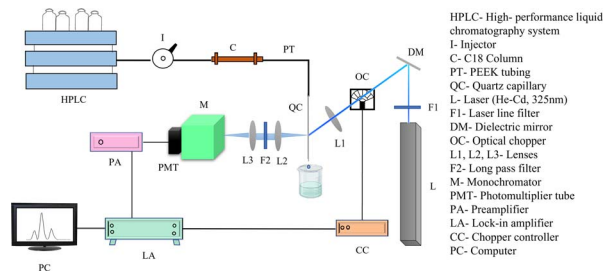 HPLC
I
C
PT
QC
OC
DM
F1
L1
L
M
L3
F2
L2
PMT
PA
LA
CC
PC
HPLC- High- performance liquid
chromatography system
I- Injector
C- C18 Column
PT- PEEK tubing
QC- Quartz capillary
L- Laser (He-Cd, 325nm)
F1- Laser line filter
DM- Dielectric mirror
OC- Optical chopper
L1, L2, L3- Lenses
F2- Long pass filter
M- Monochromator
PMT- Photomultiplier tube
PA- Preamplifier
LA- Lock-in amplifier
CC- Chopper controller
PC- Computer